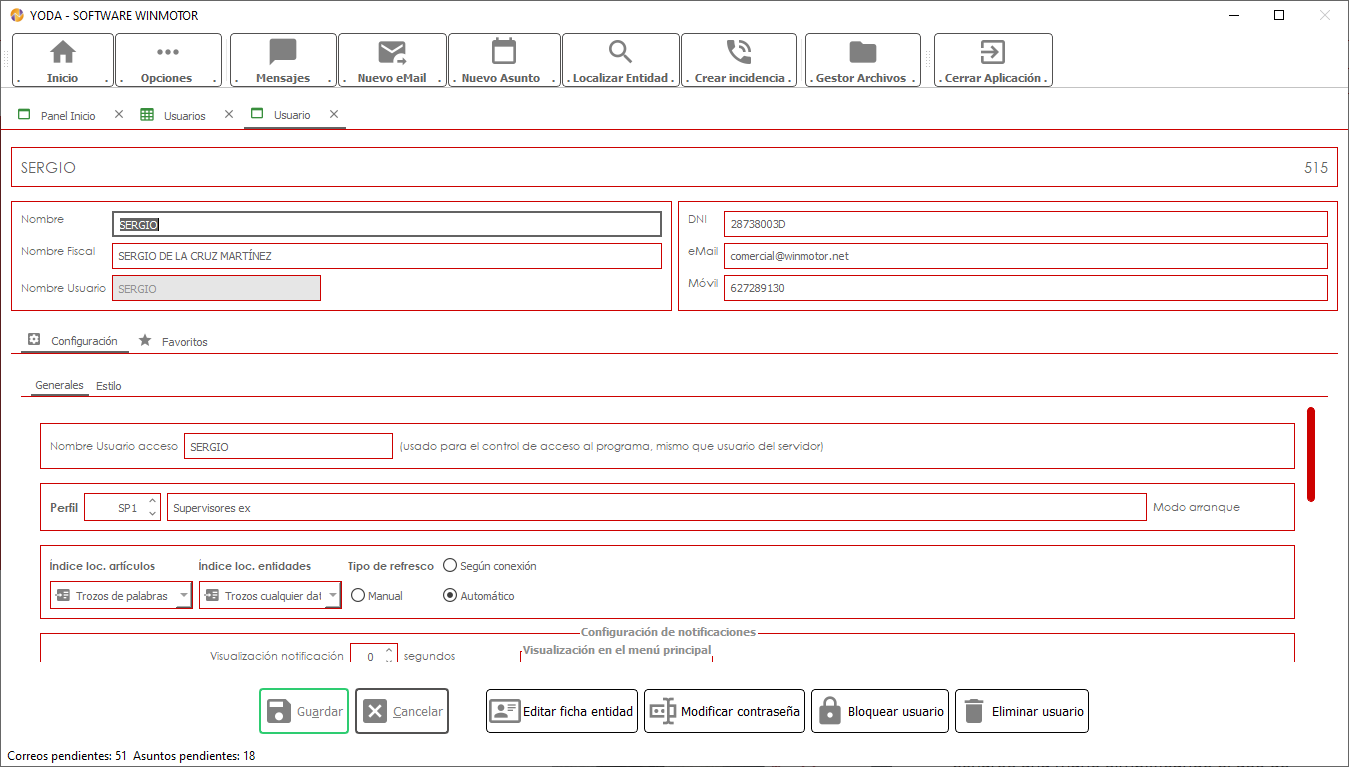 YODA - SOFTWARE WINMOTOR
. Inicio .
. Opciones .
. Mensajes .
. Nuevo eMail .
. Nuevo Asunto .
. Localizar Entidad .
. Crear incidencia .
. Gestor Archivos .
. Cerrar Aplicación .
Panel Inicio
Usuarios
Usuario
SERGIO 515
Nombre SERGIO
Nombre Fiscal SERGIO DE LA CRUZ MARTÍNEZ
Nombre Usuario SERGIO
DNI 28738003D
eMail comercial@winmotor.net
Móvil 627289130
Configuración Favoritos
Generales Estilo
Nombre Usuario acceso SERGIO (usado para el control de acceso al programa, mismo que usuario del servidor)
Perfil SP1 Supervisores ex Modo arranque
Índice loc. artículos Índice loc. entidades Tipo de refresco Según conexión
Trozos de palabras Trozos cualquier dat Manual Automático
Configuración de notificaciones
Visualización notificación 0 segundos Visualización en el menú principal
Guardar Cancelar Editar ficha entidad Modificar contraseña Bloquear usuario Eliminar usuario
Correos pendientes: 51 Asuntos pendientes: 18